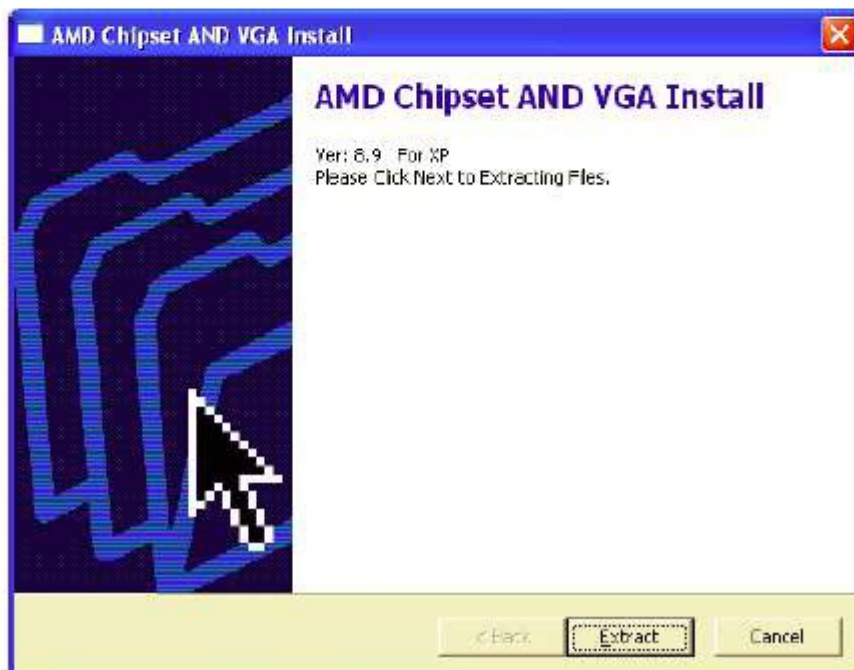 AMD Chipset AND VGA Install
AMD Chipset AND VGA Install
Ver: 8.9 For XP
Please Click Next to Extracting Files.
< Back
Extract
Cancel